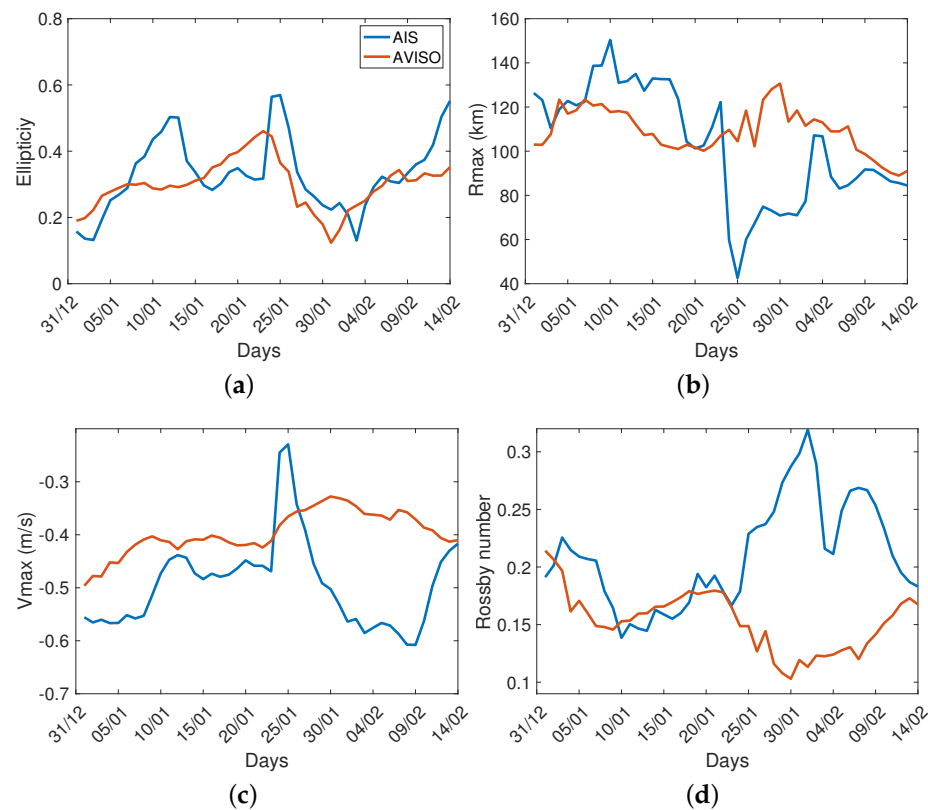 0.8
0.6
0.4
0.2
0
Ellipticiy
AIS
AVISO
31/12 05/01 10/01 15/01 20/01 25/01 30/01 04/02 09/02 14/02
Days
(a)
160
140
120
100
80
60
40
Rmax (km)
31/12 05/01 10/01 15/01 20/01 25/01 30/01 04/02 09/02 14/02
Days
(b)
-0.3
-0.4
-0.5
-0.6
-0.7
Vmax (m/s)
31/12 05/01 10/01 15/01 20/01 25/01 30/01 04/02 09/02 14/02
Days
(c)
0.3
0.25
0.2
0.15
0.1
Rossby number
31/12 05/01 10/01 15/01 20/01 25/01 30/01 04/02 09/02 14/02
Days
(d)